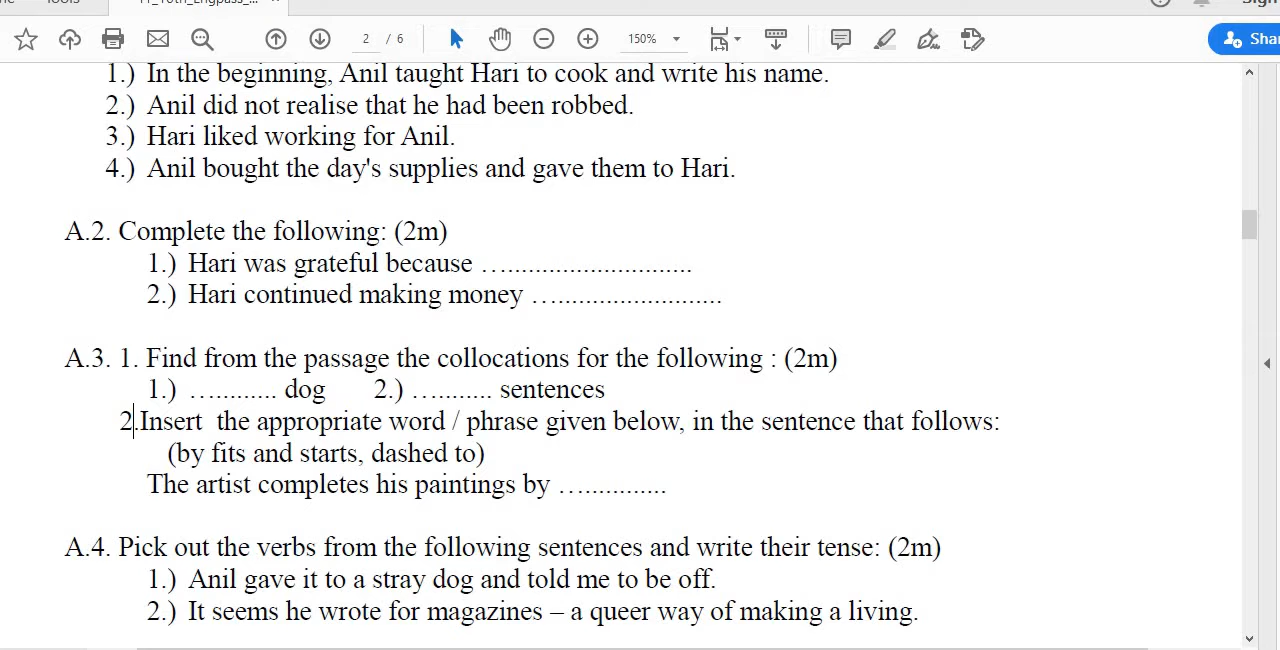 2 / 6
150%
Shar
1.) In the beginning, Anil taught Hari to cook and write his name.
2.) Anil did not realise that he had been robbed.
3.) Hari liked working for Anil.
4.) Anil bought the day's supplies and gave them to Hari.
A.2. Complete the following: (2m)
1.) Hari was grateful because ..............................
2.) Hari continued making money ............................
A.3. 1. Find from the passage the collocations for the following : (2m)
1.) ............. dog 2.) ............ sentences
2.Insert the appropriate word / phrase given below, in the sentence that follows:
(by fits and starts, dashed to)
The artist completes his paintings by ................
A.4. Pick out the verbs from the following sentences and write their tense: (2m)
1.) Anil gave it to a stray dog and told me to be off.
2.) It seems he wrote for magazines – a queer way of making a living.